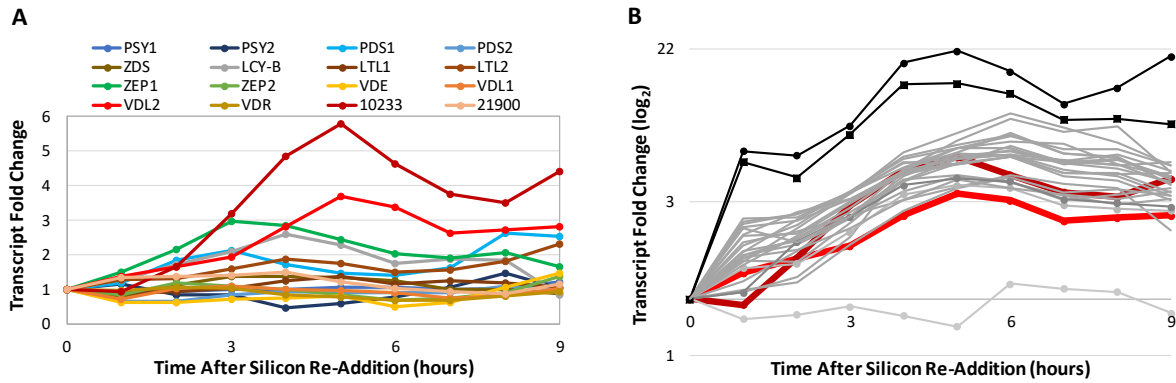 A
PSY1 PSY2 PDS1 PDS2
ZDS LCY-B LTL1 LTL2
ZEP1 ZEP2 VDE VDL1
VDL2 VDR 10233 21900
Transcript Fold Change
6
5
4
3
2
1
0
0 3 6 9
Time After Silicon Re-Addition (hours)
B
Transcript Fold Change (log2)
22
3
1
0 3 6 9
Time After Silicon Re-Addition (hours)